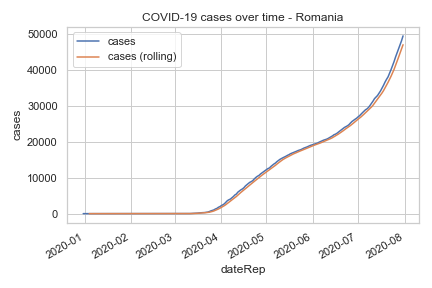 COVID-19 cases over time - Romania
cases
cases (rolling)
50000
40000
30000
20000
10000
0
cases
2020-01
2020-02
2020-03
2020-04
2020-05
2020-06
2020-07
2020-08
dateRep